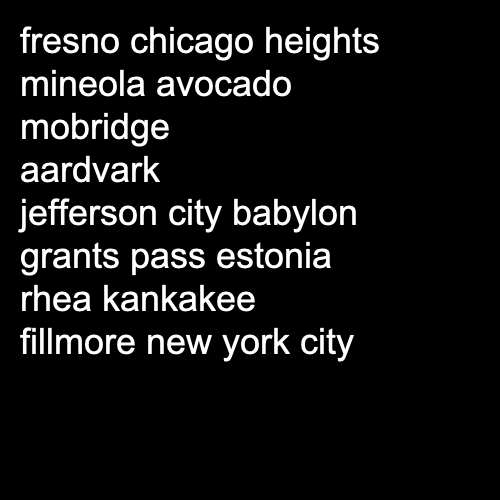 fresno chicago heights
mineola avocado
mobridge
aardvark
jefferson city babylon
grants pass estonia
rhea kankakee
fillmore new york city